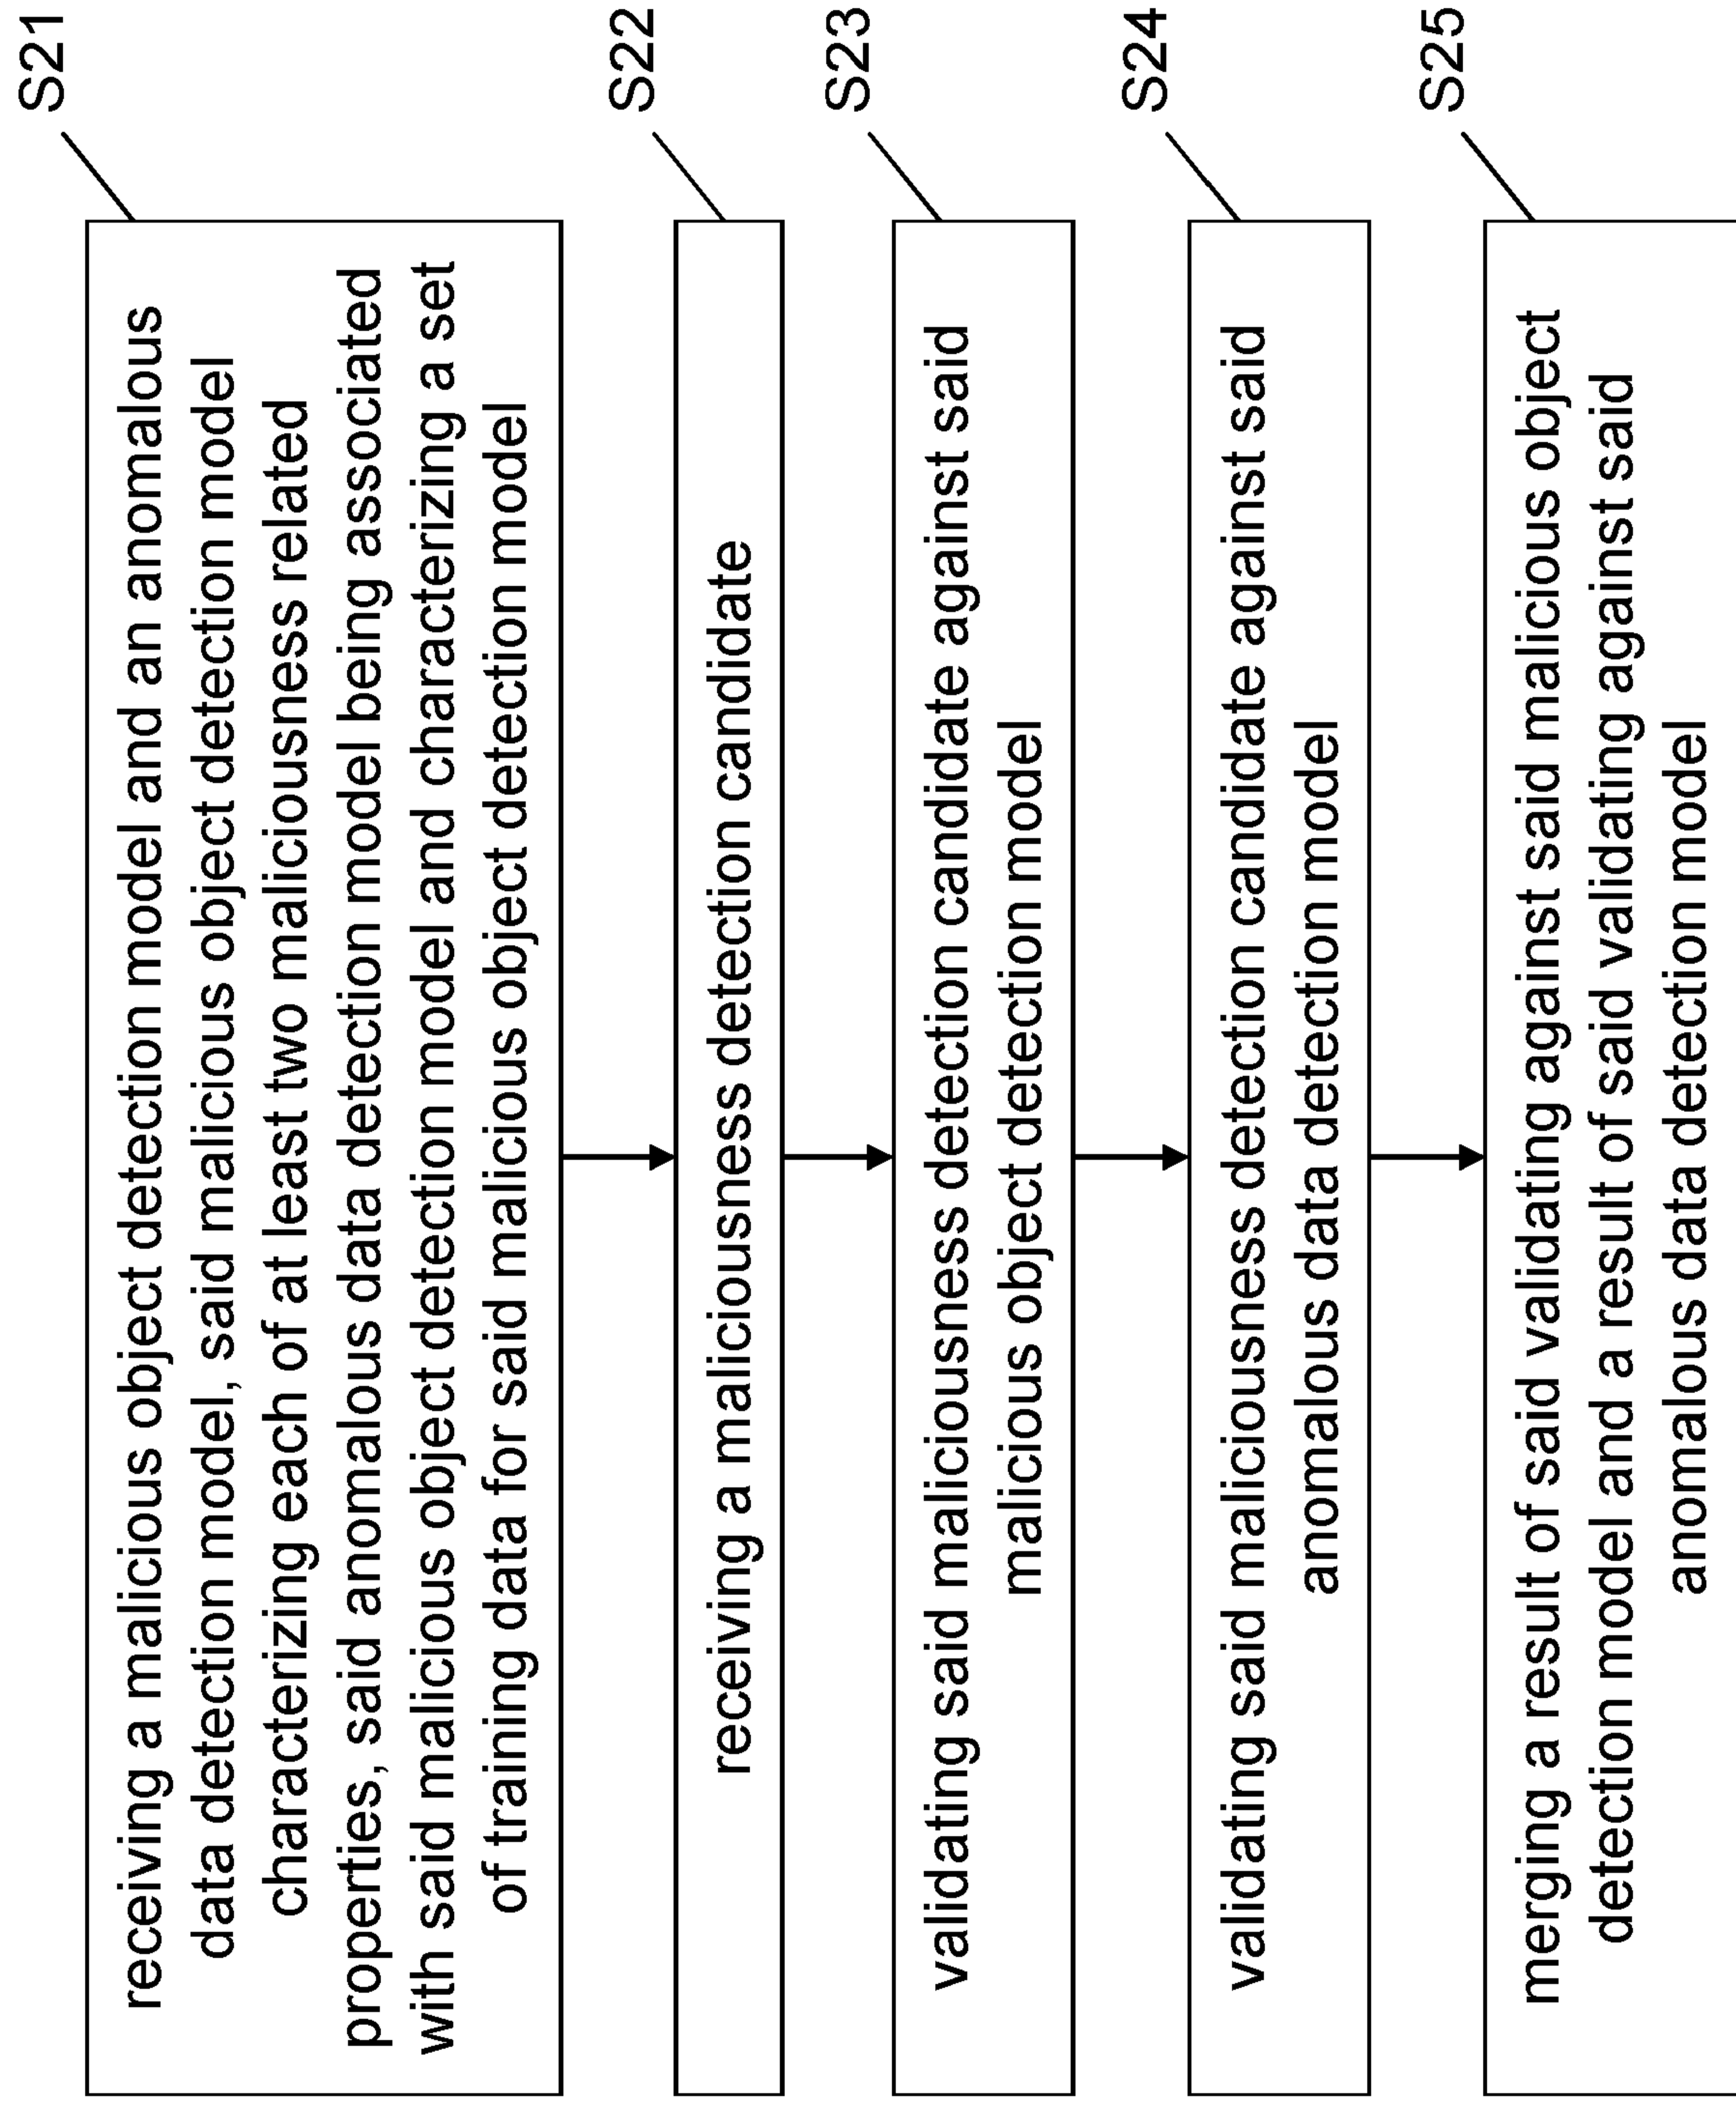 S21
receiving a malicious object detection model and an anomalous
data detection model, said malicious object detection model
characterizing each of at least two maliciousness related
properties, said anomalous data detection model being associated
with said malicious object detection model and characterizing a set
of training data for said malicious object detection model
S22
receiving a maliciousness detection candidate
S23
validating said maliciousness detection candidate against said
malicious object detection model
S24
validating said maliciousness detection candidate against said
anomalous data detection model
S25
merging a result of said validating against said malicious object
detection model and a result of said validating against said
anomalous data detection model